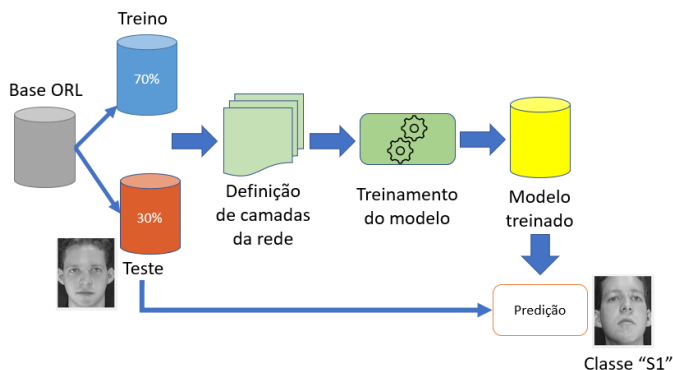 Treino
70%
Base ORL
30%
Teste
Definição
de camadas
da rede
Treinamento
do modelo
Modelo
treinado
Predição
Classe “S1”